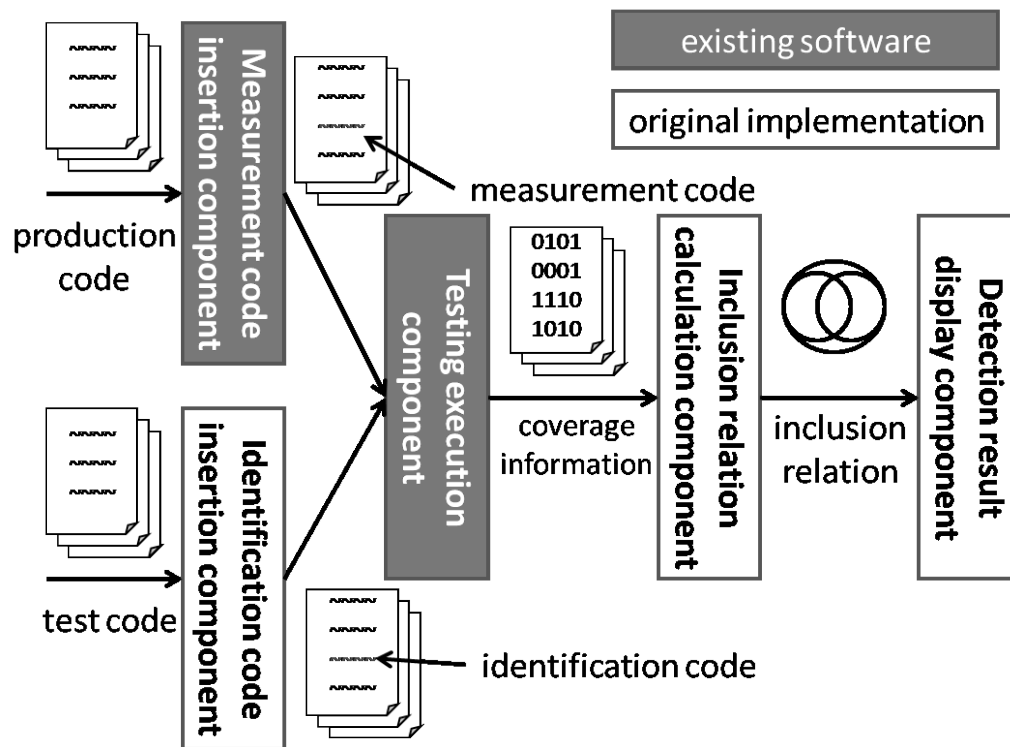 existing software
original implementation
production
code
Measurement code
insertion component
measurement code
test code
Identification code
insertion component
identification code
Testing execution
component
0101
0001
1110
1010
coverage
information
Inclusion relation
calculation component
inclusion
relation
Detection result
display component